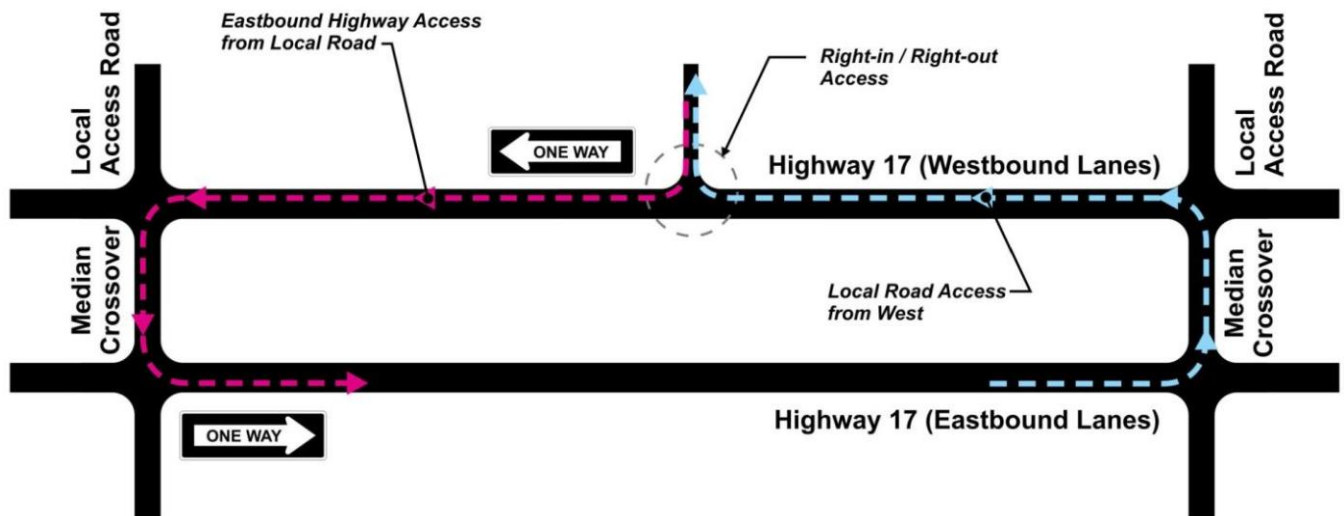 Eastbound Highway Access
from Local Road
Right-in / Right-out
Access
Local
Access Road
Local
Access Road
ONE WAY
Highway 17 (Westbound Lanes)
Median
Crossover
Local Road Access
from West
Median
Crossover
Highway 17 (Eastbound Lanes)
ONE WAY